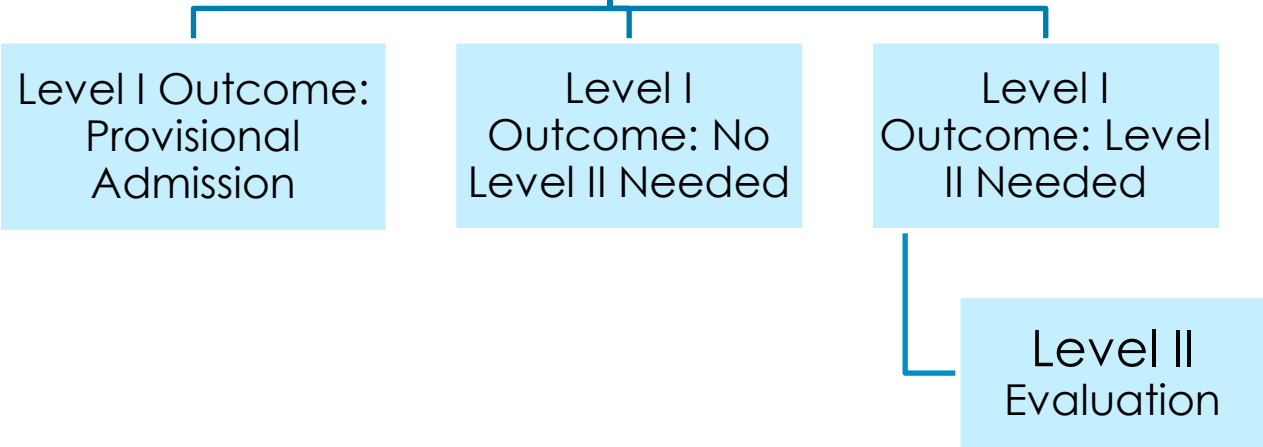 Level I Outcome:
Provisional
Admission
Level I
Outcome: No
Level II Needed
Level I
Outcome: Level
II Needed
Level II
Evaluation